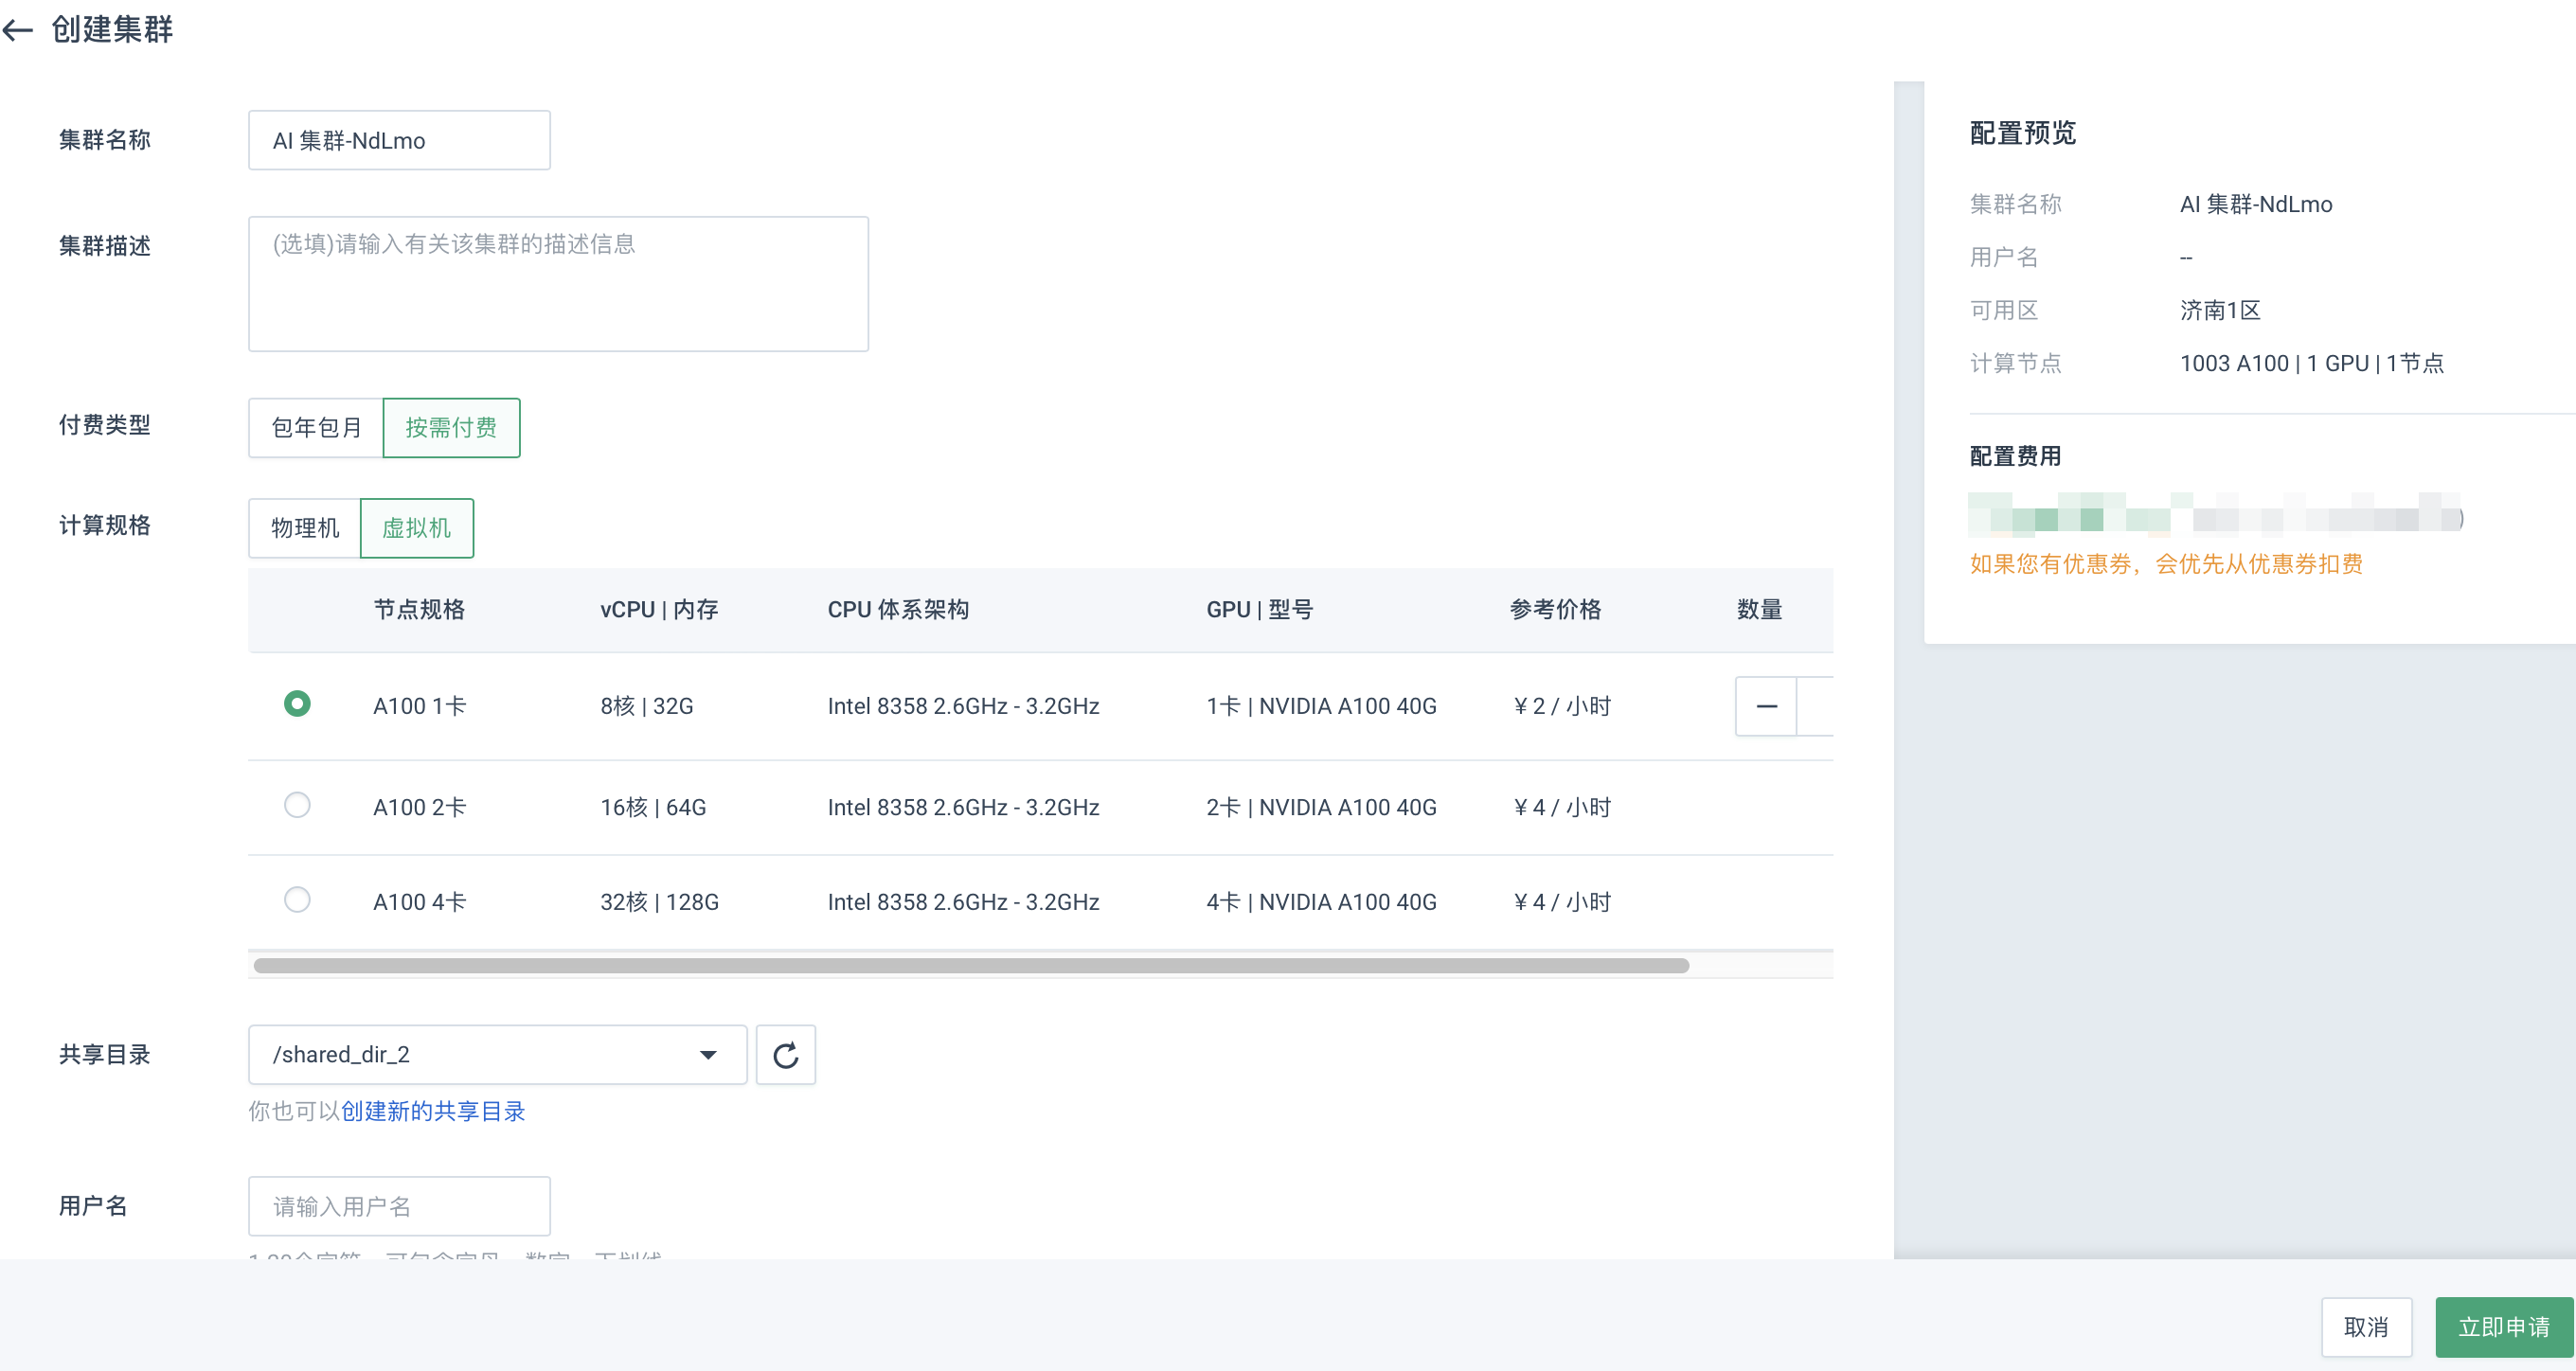 创建集群
集群名称
AI 集群-NdLmo
集群描述
(选填)请输入有关该集群的描述信息
付费类型
包年包月 按需付费
计算规格
物理机 虚拟机
节点规格 vCPU | 内存 CPU 体系架构 GPU | 型号 参考价格 数量
A100 1卡 8核 | 32G Intel 8358 2.6GHz - 3.2GHz 1卡 | NVIDIA A100 40G ¥ 2 / 小时
A100 2卡 16核 | 64G Intel 8358 2.6GHz - 3.2GHz 2卡 | NVIDIA A100 40G ¥ 4 / 小时
A100 4卡 32核 | 128G Intel 8358 2.6GHz - 3.2GHz 4卡 | NVIDIA A100 40G ¥ 4 / 小时
共享目录
/shared_dir_2
你也可以创建新的共享目录
用户名
请输入用户名
配置预览
集群名称 AI 集群-NdLmo
用户名 --
可用区 济南1区
计算节点 1003 A100 | 1 GPU | 1节点
配置费用
)
如果您有优惠券，会优先从优惠券扣费
取消 立即申请